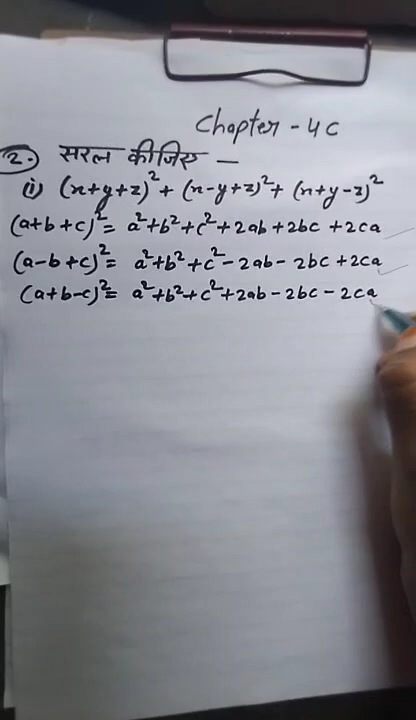 Chapter - 4C
2. सरल कीजिए —
(i) (x+y+z)² + (x-y+z)² + (x+y-z)²
(a+b+c)² = a²+b²+c²+2ab+2bc+2ca
(a-b+c)² = a²+b²+c²-2ab-2bc+2ca
(a+b-c)² = a²+b²+c²+2ab-2bc-2ca